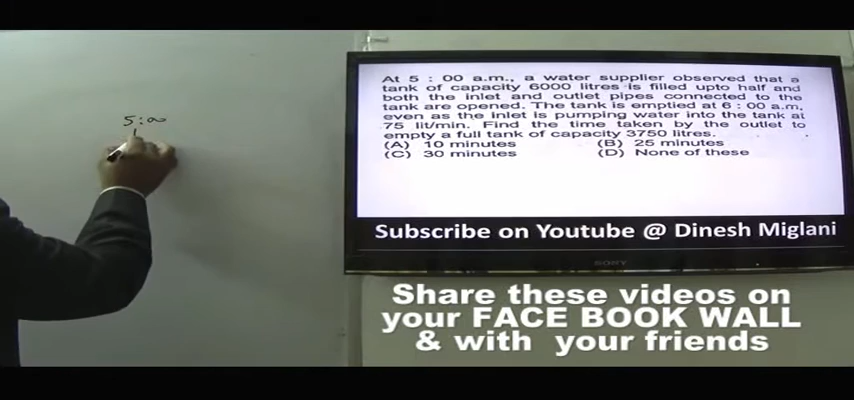 5:00
At 5 : 00 a.m., a water supplier observed that a
tank of capacity 6000 litres is filled upto half and
both the inlet and outlet pipes connected to the
tank are opened. The tank is emptied at 6 : 00 a.m,
even as the inlet is pumping water into the tank at
75 lit/min. Find the time taken by the outlet to
empty a full tank of capacity 3750 litres.
(A) 10 minutes (B) 25 minutes
(C) 30 minutes (D) None of these
Subscribe on Youtube @ Dinesh Miglani
SONY
Share these videos on
your FACE BOOK WALL
& with your friends